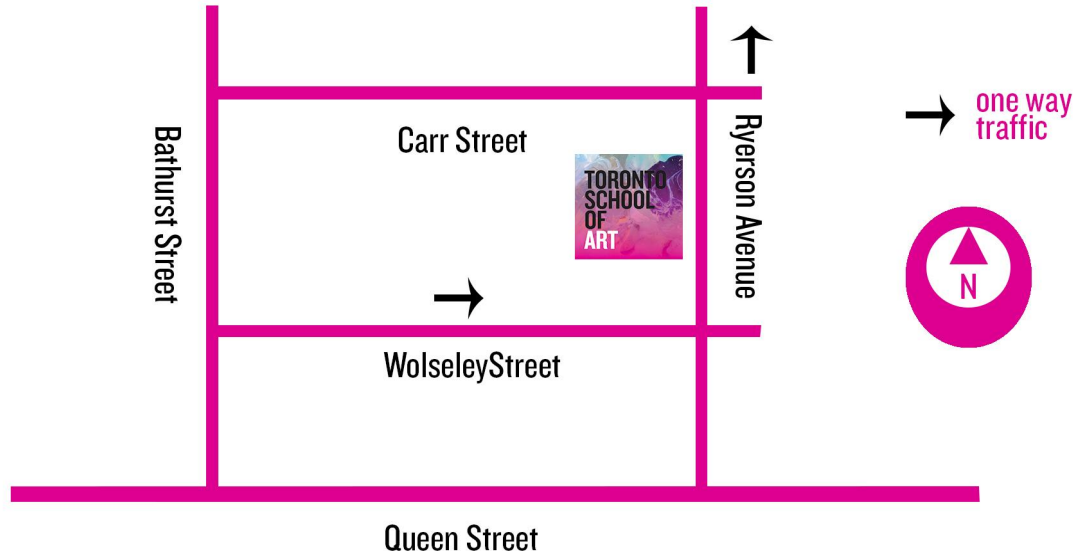 one way
traffic
Carr Street
Bathurst Street
Ryerson Avenue
TORONTO
SCHOOL
OF
ART
N
WolseleyStreet
Queen Street